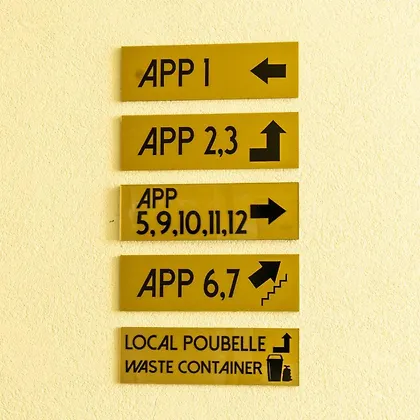 APP 1
APP 2,3
APP
5,9,10,11,12
APP 6,7
LOCAL POUBELLE
WASTE CONTAINER